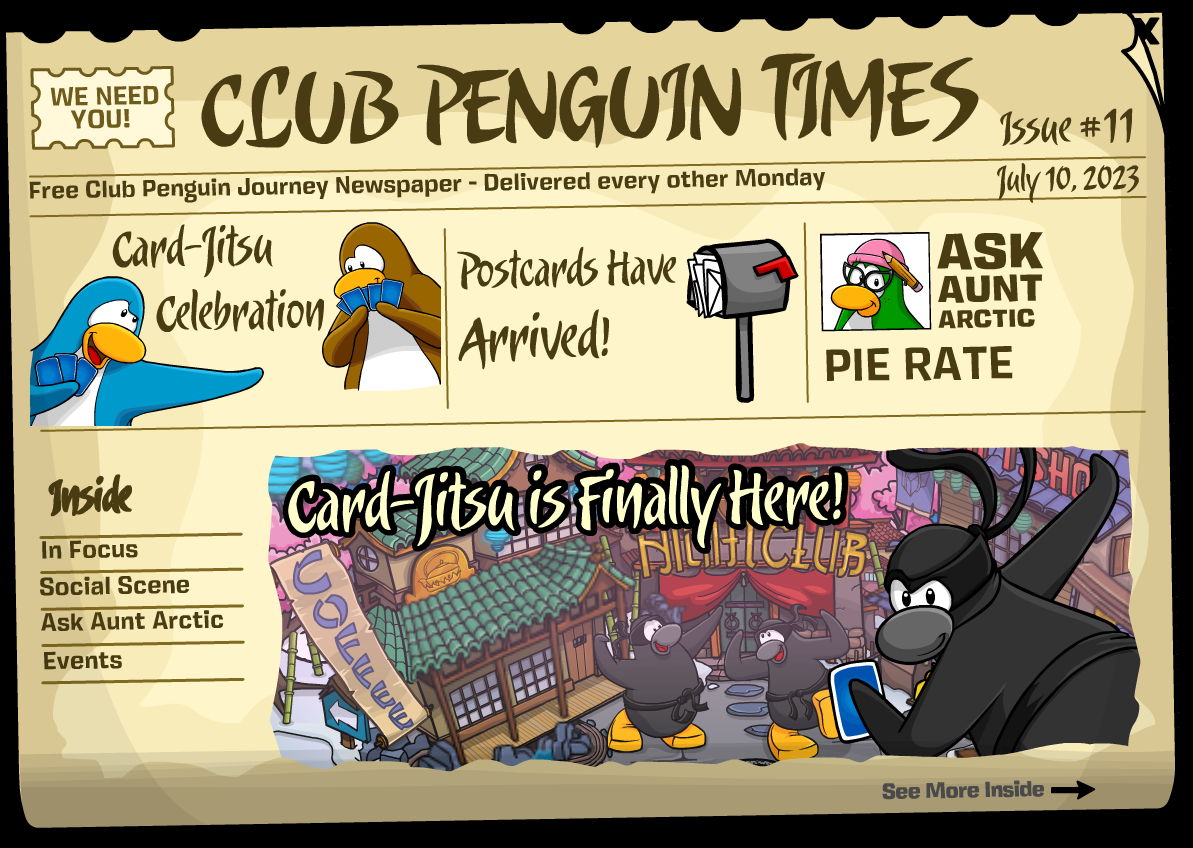 WE NEED
YOU!
CLUB PENGUIN TIMES
Issue #11
Free Club Penguin Journey Newspaper - Delivered every other Monday
July 10, 2023
Card-Jitsu
Celebration
Postcards Have
Arrived!
ASK
AUNT
ARCTIC
PIE RATE
Inside
In Focus
Social Scene
Ask Aunt Arctic
Events
Card-Jitsu is Finally Here!
NIGHTCLUB
COFFEE
See More Inside